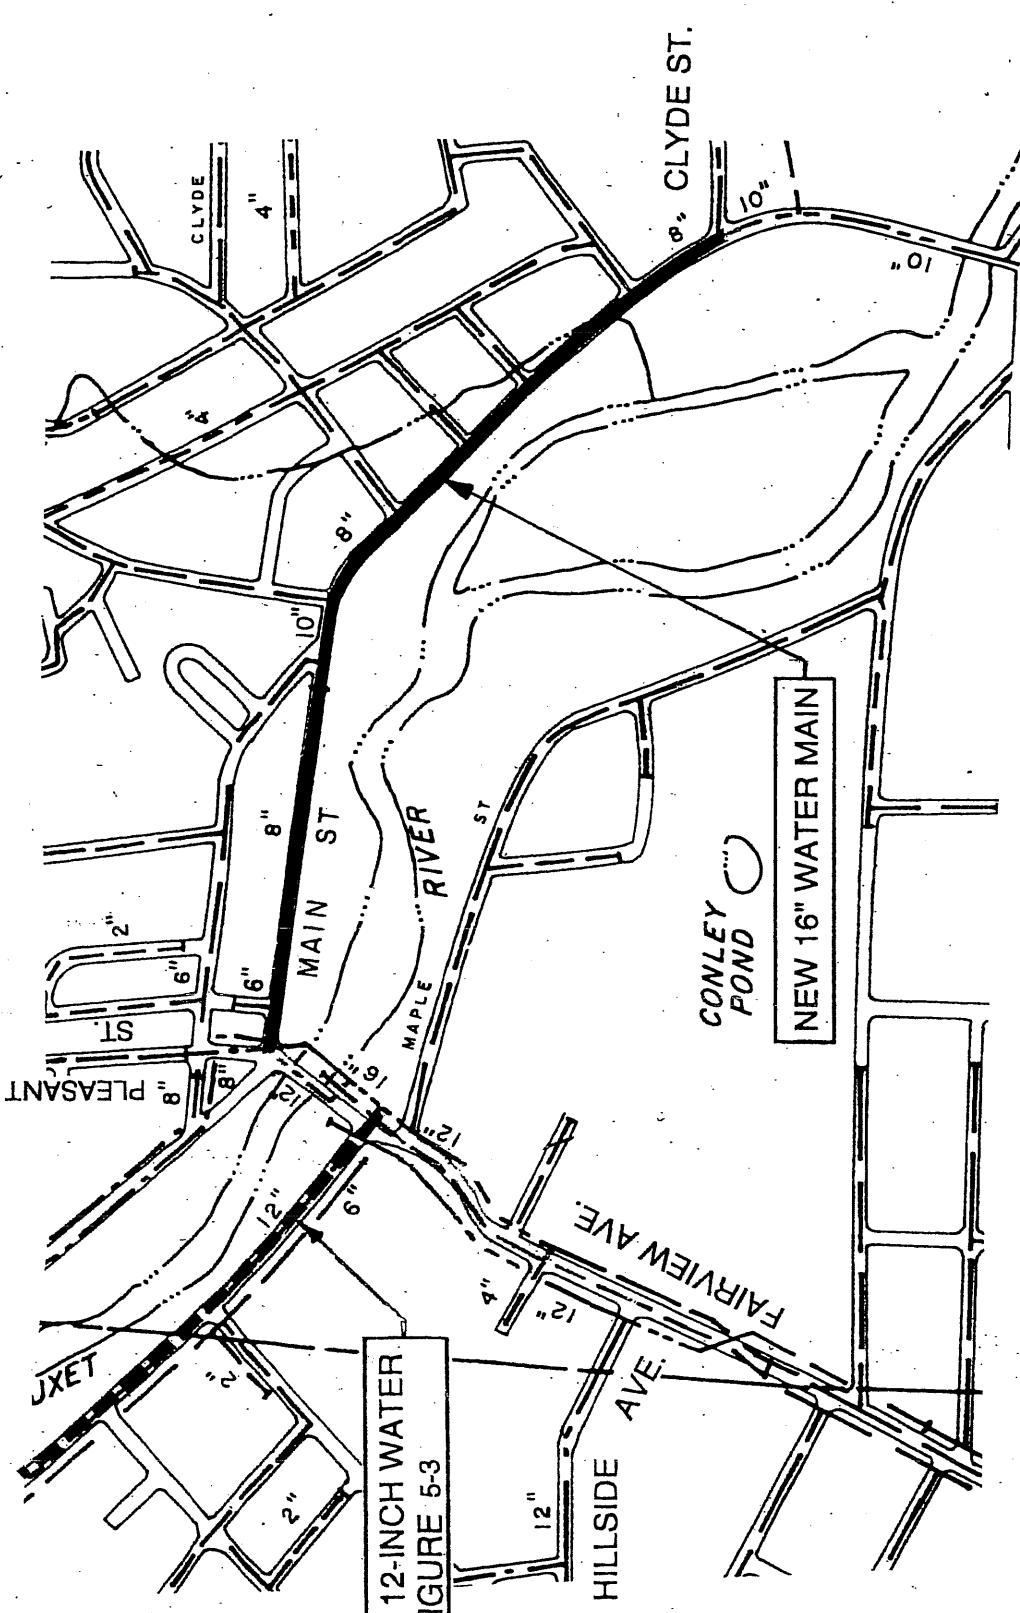 CLYDE ST.
CLYDE
4"
8"
10"
10"
4"
8"
10"
8"
MAIN ST
RIVER
MAPLE ST
2"
6"
6"
PLEASANT ST.
8"
8"
12"
16"
12"
CONLEY
POND
NEW 16" WATER MAIN
12"
6"
4"
12"
FAIRVIEW AVE.
UXET
2"
2"
12-INCH WATER
IGURE 5-3
12"
HILLSIDE AVE.